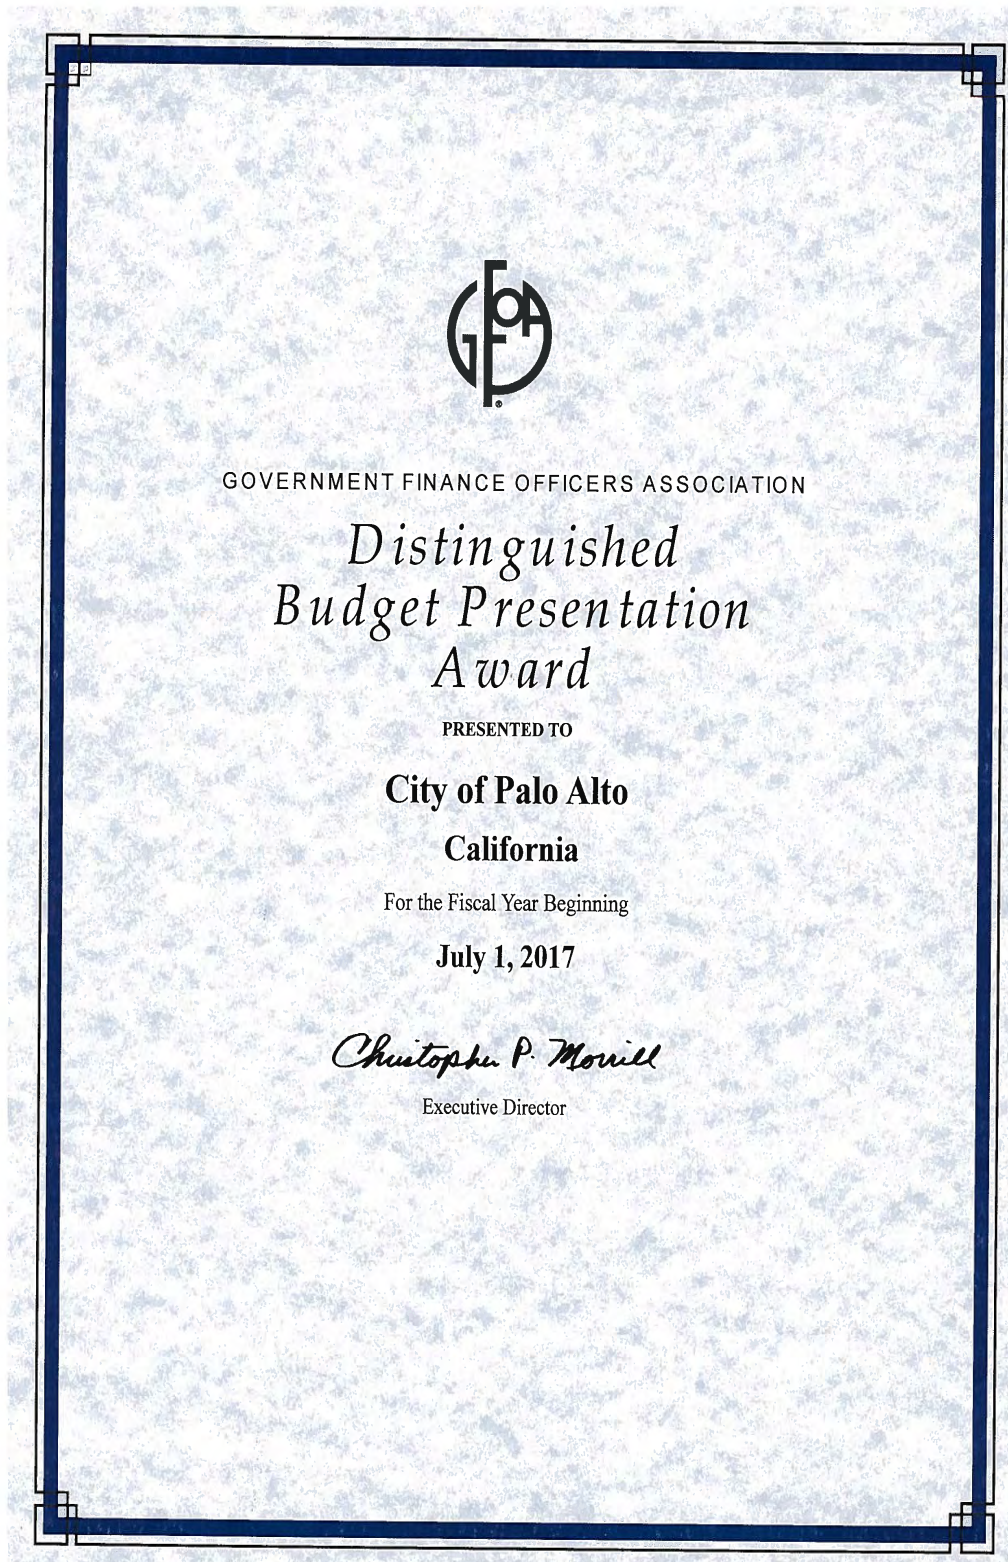 GFOA
®
GOVERNMENT FINANCE OFFICERS ASSOCIATION
Distinguished
Budget Presentation
Award
PRESENTED TO
City of Palo Alto
California
For the Fiscal Year Beginning
July 1, 2017
Christopher P. Morrill
Executive Director